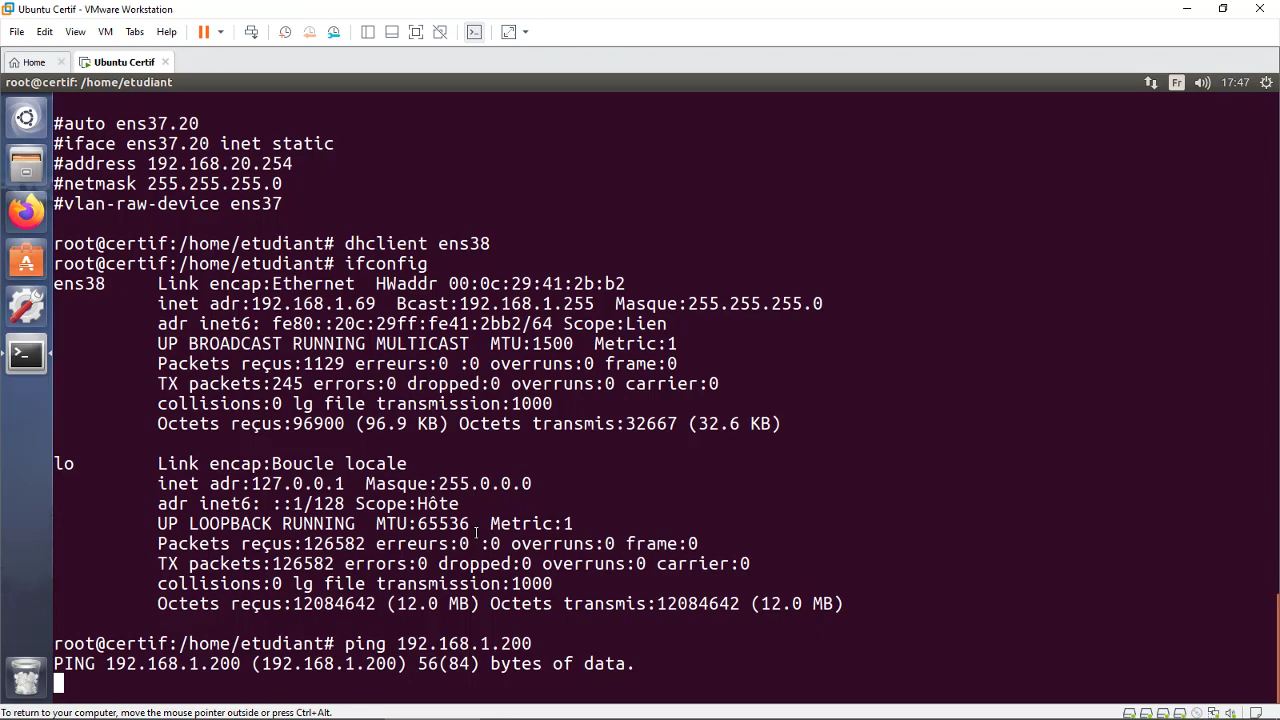 Ubuntu Certif - VMware Workstation
File Edit View VM Tabs Help
Home Ubuntu Certif
root@certif: /home/etudiant Fr 17:47
#auto ens37.20
#iface ens37.20 inet static
#address 192.168.20.254
#netmask 255.255.255.0
#vlan-raw-device ens37
root@certif:/home/etudiant# dhclient ens38
root@certif:/home/etudiant# ifconfig
ens38 Link encap:Ethernet HWaddr 00:0c:29:41:2b:b2
inet adr:192.168.1.69 Bcast:192.168.1.255 Masque:255.255.255.0
adr inet6: fe80::20c:29ff:fe41:2bb2/64 Scope:Lien
UP BROADCAST RUNNING MULTICAST MTU:1500 Metric:1
Packets reçus:1129 erreurs:0 :0 overruns:0 frame:0
TX packets:245 errors:0 dropped:0 overruns:0 carrier:0
collisions:0 lg file transmission:1000
Octets reçus:96900 (96.9 KB) Octets transmis:32667 (32.6 KB)
lo Link encap:Boucle locale
inet adr:127.0.0.1 Masque:255.0.0.0
adr inet6: ::1/128 Scope:Hôte
UP LOOPBACK RUNNING MTU:65536 Metric:1
Packets reçus:126582 erreurs:0 :0 overruns:0 frame:0
TX packets:126582 errors:0 dropped:0 overruns:0 carrier:0
collisions:0 lg file transmission:1000
Octets reçus:12084642 (12.0 MB) Octets transmis:12084642 (12.0 MB)
root@certif:/home/etudiant# ping 192.168.1.200
PING 192.168.1.200 (192.168.1.200) 56(84) bytes of data.
To return to your computer, move the mouse pointer outside or press Ctrl+Alt.